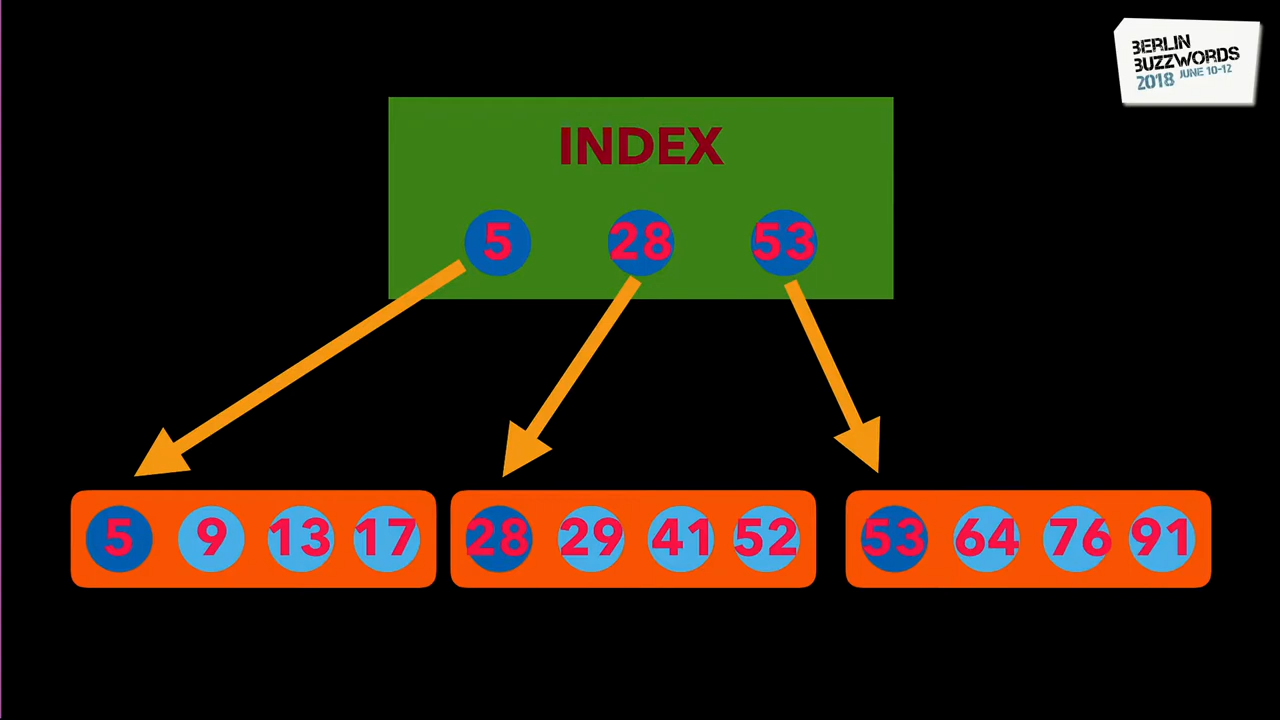 BERLIN
BUZZWORDS
2018 JUNE 10-12
INDEX
5 28 53
5 9 13 17 28 29 41 52 53 64 76 91